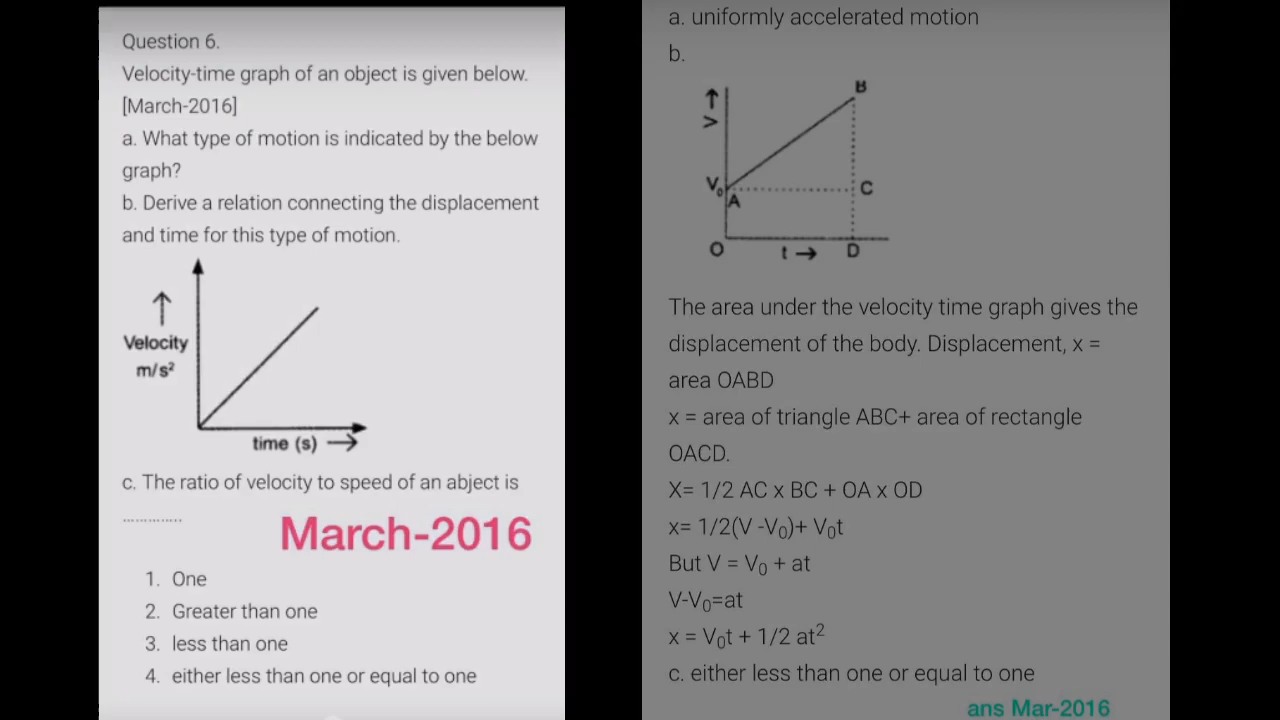 Question 6.
Velocity-time graph of an object is given below.
[March-2016]
a. What type of motion is indicated by the below
graph?
b. Derive a relation connecting the displacement
and time for this type of motion.
↑
Velocity
m/s²
time (s) →
c. The ratio of velocity to speed of an abject is
.............
March-2016
1. One
2. Greater than one
3. less than one
4. either less than one or equal to one
a. uniformly accelerated motion
b.
B
V →
V₀
A
C
O
t →
D
The area under the velocity time graph gives the
displacement of the body. Displacement, x =
area OABD
x = area of triangle ABC+ area of rectangle
OACD.
X= 1/2 AC x BC + OA x OD
x= 1/2(V -V₀)+ V₀t
But V = V₀ + at
V-V₀=at
x = V₀t + 1/2 at²
c. either less than one or equal to one
ans Mar-2016